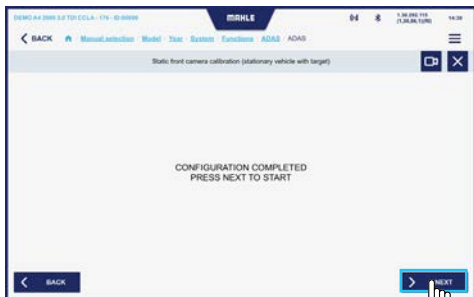 DEMO A4 2000 2.0 TDI CCLA - 176 - ID 00000
MAHLE
14:38
BACK Manual selection Model Year System Functions ADAS ADAS
Static front camera calibration (stationary vehicle with target)
CONFIGURATION COMPLETED
PRESS NEXT TO START
BACK
NEXT